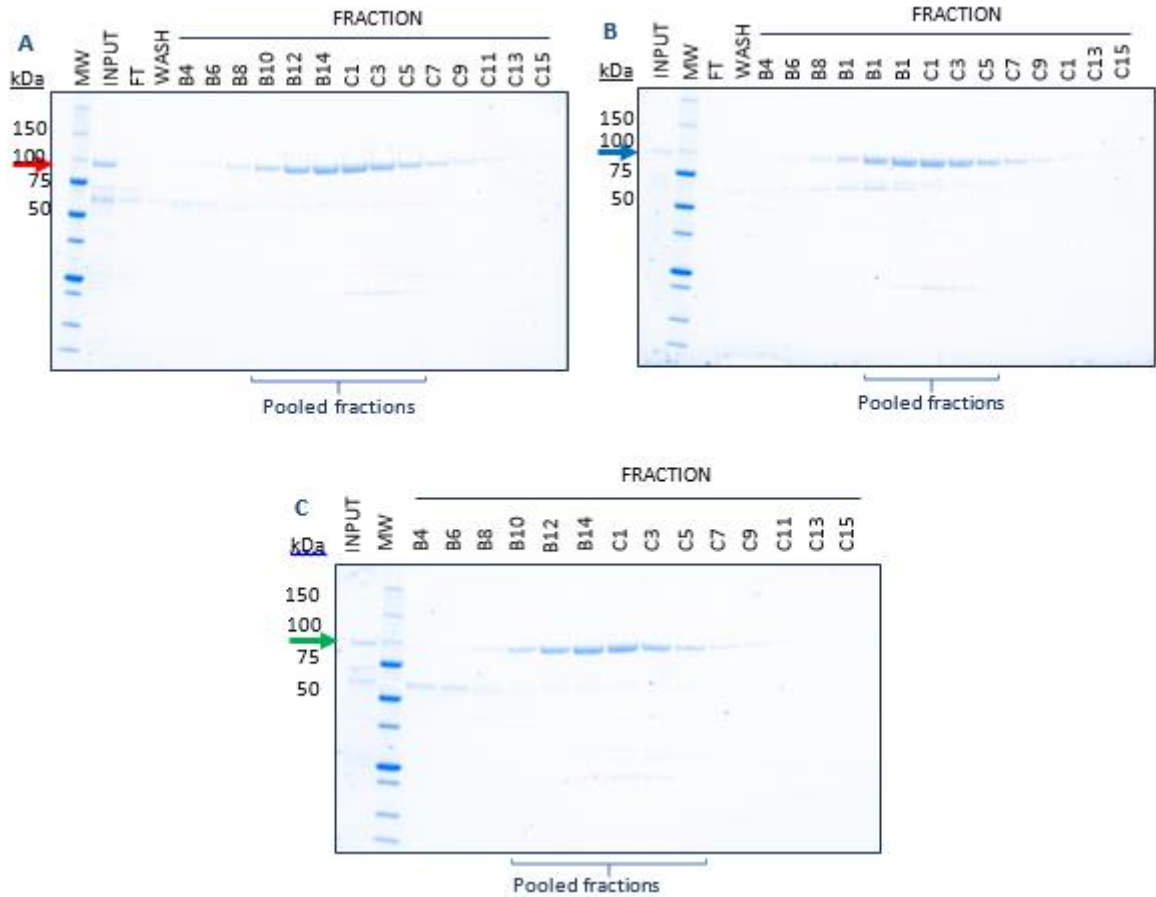 A
kDa
MW
INPUT
FT
WASH
FRACTION
B4
B6
B8
B10
B12
B14
C1
C3
C5
C7
C9
C11
C13
C15
150
100
75
50
Pooled fractions
B
kDa
INPUT
MW
FT
WASH
FRACTION
B4
B6
B8
B1
B1
B1
C1
C3
C5
C7
C9
C1
C13
C15
150
100
75
50
Pooled fractions
C
kDa
INPUT
MW
FRACTION
B4
B6
B8
B10
B12
B14
C1
C3
C5
C7
C9
C11
C13
C15
150
100
75
50
Pooled fractions